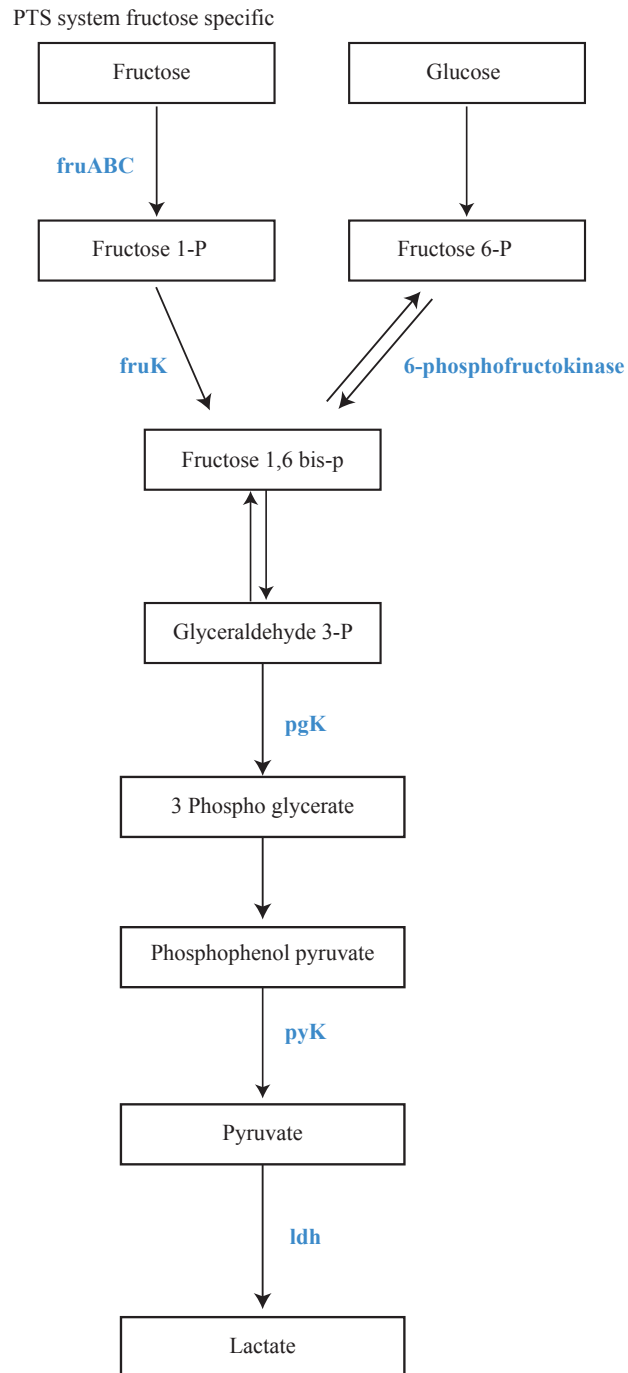 PTS system fructose specific
Fructose
Glucose
fruABC
Fructose 1-P
Fructose 6-P
fruK
6-phosphofructokinase
Fructose 1,6 bis-p
Glyceraldehyde 3-P
pgK
3 Phospho glycerate
Phosphophenol pyruvate
pyK
Pyruvate
ldh
Lactate